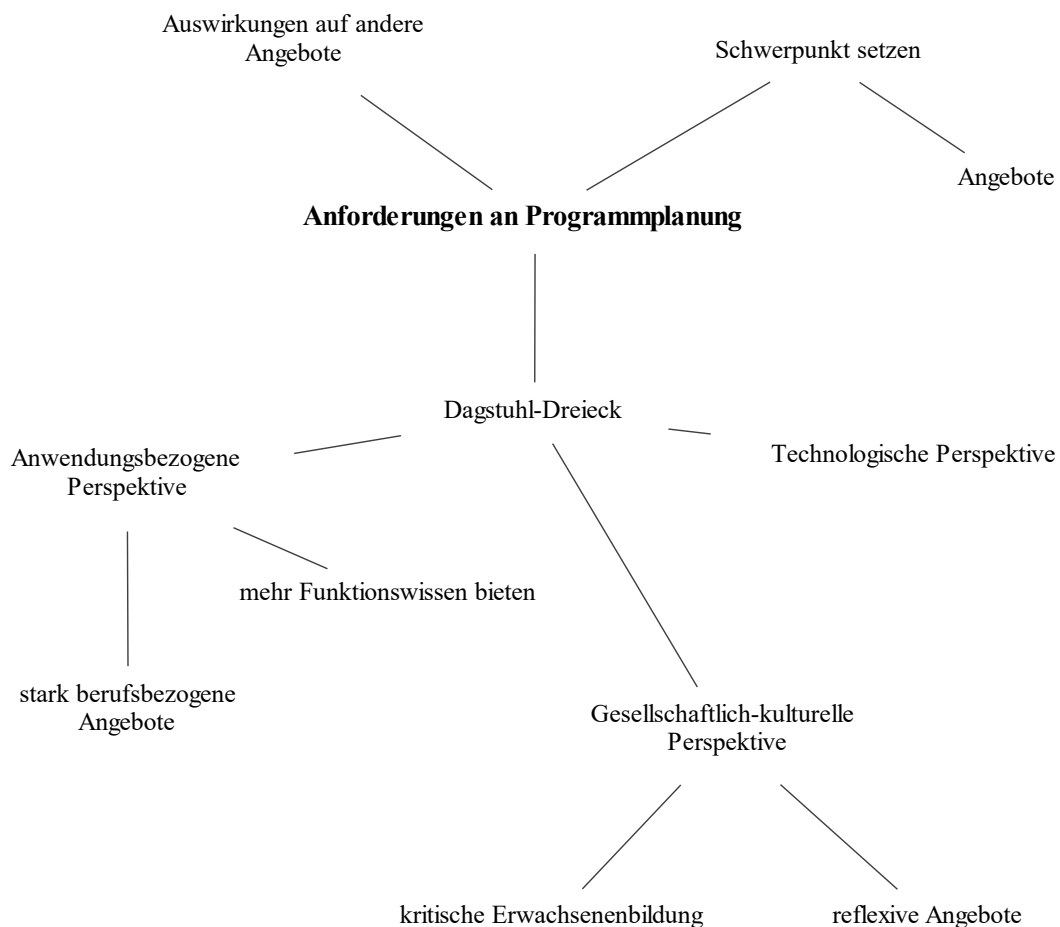 Auswirkungen auf andere
Angebote
Schwerpunkt setzen
Angebote
Anforderungen an Programmplanung
Dagstuhl-Dreieck
Anwendungsbezogene
Perspektive
Technologische Perspektive
mehr Funktionswissen bieten
stark berufsbezogene
Angebote
Gesellschaftlich-kulturelle
Perspektive
kritische Erwachsenenbildung
reflexive Angebote